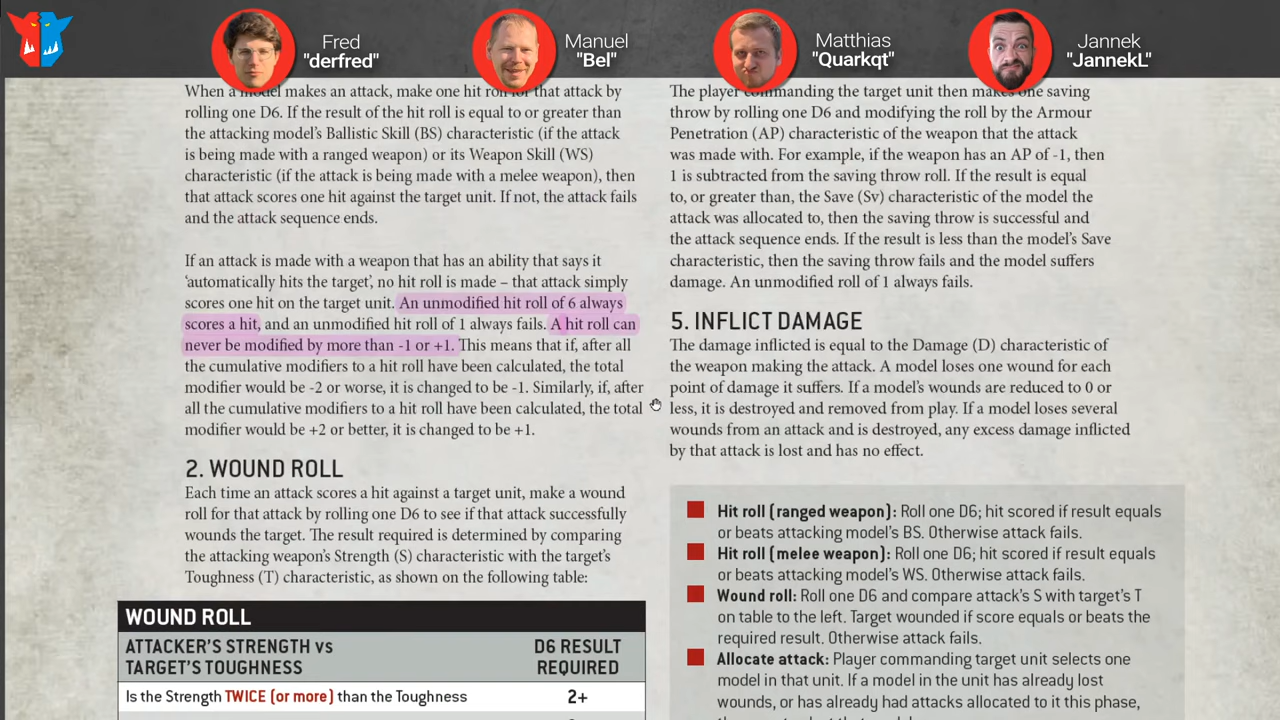 Fred
"derfred"
Manuel
"Bel"
Matthias
"Quarkqt"
Jannek
"JannekL"
When a model makes an attack, make one hit roll for that attack by
rolling one D6. If the result of the hit roll is equal to or greater than
the attacking model's Ballistic Skill (BS) characteristic (if the attack
is being made with a ranged weapon) or its Weapon Skill (WS)
characteristic (if the attack is being made with a melee weapon), then
that attack scores one hit against the target unit. If not, the attack fails
and the attack sequence ends.
If an attack is made with a weapon that has an ability that says it
'automatically hits the target', no hit roll is made – that attack simply
scores one hit on the target unit. An unmodified hit roll of 6 always
scores a hit, and an unmodified hit roll of 1 always fails. A hit roll can
never be modified by more than -1 or +1. This means that if, after all
the cumulative modifiers to a hit roll have been calculated, the total
modifier would be -2 or worse, it is changed to be -1. Similarly, if, after
all the cumulative modifiers to a hit roll have been calculated, the total
modifier would be +2 or better, it is changed to be +1.
2. WOUND ROLL
Each time an attack scores a hit against a target unit, make a wound
roll for that attack by rolling one D6 to see if that attack successfully
wounds the target. The result required is determined by comparing
the attacking weapon's Strength (S) characteristic with the target's
Toughness (T) characteristic, as shown on the following table:
WOUND ROLL
ATTACKER'S STRENGTH vs
TARGET'S TOUGHNESS
D6 RESULT
REQUIRED
Is the Strength TWICE (or more) than the Toughness
2+
The player commanding the target unit then makes one saving
throw by rolling one D6 and modifying the roll by the Armour
Penetration (AP) characteristic of the weapon that the attack
was made with. For example, if the weapon has an AP of -1, then
1 is subtracted from the saving throw roll. If the result is equal
to, or greater than, the Save (Sv) characteristic of the model the
attack was allocated to, then the saving throw is successful and
the attack sequence ends. If the result is less than the model's Save
characteristic, then the saving throw fails and the model suffers
damage. An unmodified roll of 1 always fails.
5. INFLICT DAMAGE
The damage inflicted is equal to the Damage (D) characteristic of
the weapon making the attack. A model loses one wound for each
point of damage it suffers. If a model's wounds are reduced to 0 or
less, it is destroyed and removed from play. If a model loses several
wounds from an attack and is destroyed, any excess damage inflicted
by that attack is lost and has no effect.
Hit roll (ranged weapon): Roll one D6; hit scored if result equals
or beats attacking model's BS. Otherwise attack fails.
Hit roll (melee weapon): Roll one D6; hit scored if result equals
or beats attacking model's WS. Otherwise attack fails.
Wound roll: Roll one D6 and compare attack's S with target's T
on table to the left. Target wounded if score equals or beats the
required result. Otherwise attack fails.
Allocate attack: Player commanding target unit selects one
model in that unit. If a model in the unit has already lost
wounds, or has already had attacks allocated to it this phase,